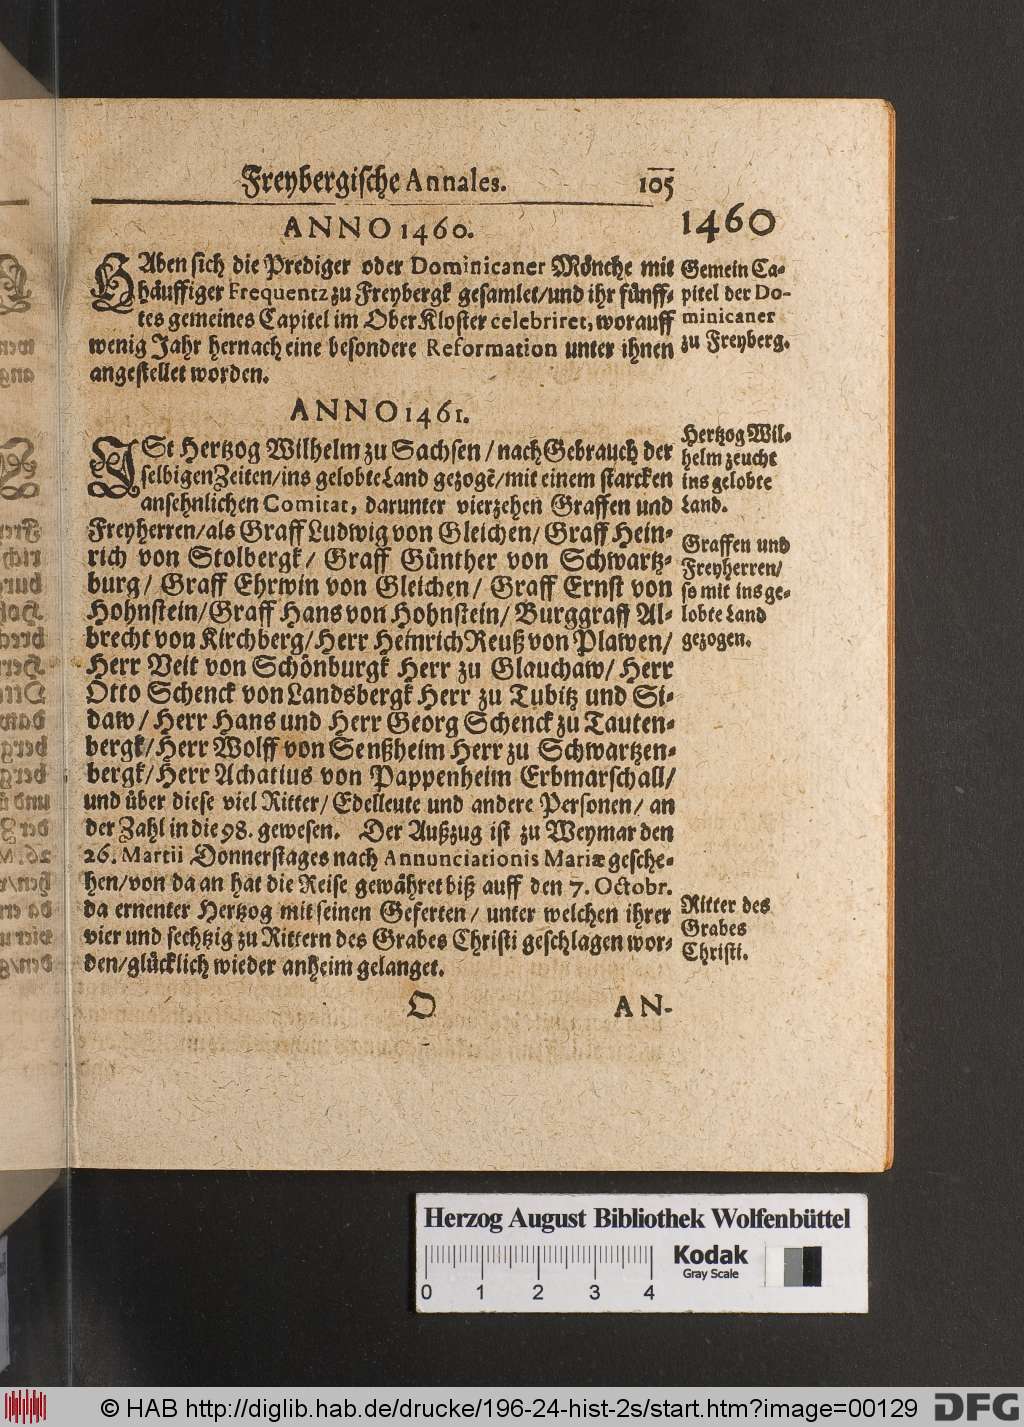 Freybergische Annales. 105
1460
ANNO 1460.
HAben sich die Prediger oder Dominicaner Mönche mit
häuffiger Frequentz zu Freybergk gesamlet/und ihr fünff-
tes gemeines Capitel im Ober Kloster celebriret, worauff
wenig Jahr hernach eine besondere Reformation unter ihnen
angestellet worden.
Gemein Ca-
pitel der Do-
minicaner
zu Freyberg.
ANNO 1461.
ISt Hertzog Wilhelm zu Sachsen/nach Gebrauch der
selbigen Zeiten/ins gelobte Land gezogẽ/mit einem starcken
ansehnlichen Comitat, darunter vierzehen Graffen und
Freyherren/als Graff Ludwig von Gleichen/Graff Hein-
rich von Stolbergk/ Graff Günther von Schwartz-
burg/ Graff Ehrwin von Gleichen/ Graff Ernst von
Hohnstein/Graff Hans von Hohnstein/ Burggraff Al-
brecht von Kirchberg/Herr Heinrich Reuß von Plawen/
Herr Veit von Schönburgk Herr zu Glauchaw/ Herr
Otto Schenck von Landsbergk Herr zu Tubitz und Si-
daw/ Herr Hans und Herr Georg Schenck zu Tauten-
bergk/Herr Wolff von Senßheim Herr zu Schwartzen-
bergk/Herr Achatius von Pappenheim Erbmarschall/
und über diese viel Ritter/ Edelleute und andere Personen/ an
der Zahl in die 98. gewesen. Der Außzug ist zu Weymar den
26. Martii Donnerstages nach Annunciationis Mariæ gesche-
hen/von da an hat die Reise gewähret biß auff den 7. Octobr.
da ernenter Hertzog mit seinen Geferten/ unter welchen ihrer
vier und sechtzig zu Rittern des Grabes Christi geschlagen wor-
den/glücklich wieder anheim gelanget.
Hertzog Wil-
helm zeucht
ins gelobte
Land.
Graffen und
Freyherren/
so mit ins ge-
lobte Land
gezogen.
Ritter des
Grabes
Christi.
O AN-
Herzog August Bibliothek Wolfenbüttel
Kodak
Gray Scale
0 1 2 3 4
© HAB http://diglib.hab.de/drucke/196-24-hist-2s/start.htm?image=00129
DFG